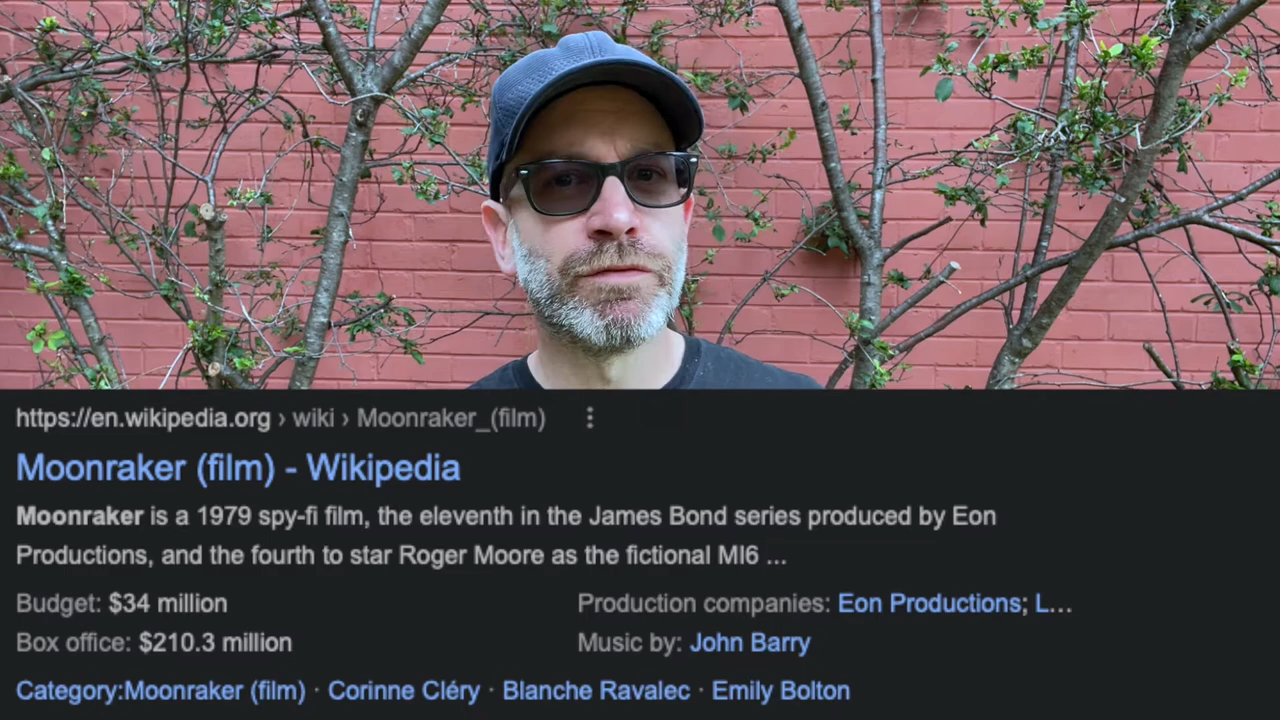 https://en.wikipedia.org › wiki › Moonraker_(film)
Moonraker (film) - Wikipedia
Moonraker is a 1979 spy-fi film, the eleventh in the James Bond series produced by Eon
Productions, and the fourth to star Roger Moore as the fictional MI6 ...
Budget: $34 million
Production companies: Eon Productions; L...
Box office: $210.3 million
Music by: John Barry
Category:Moonraker (film) · Corinne Cléry · Blanche Ravalec · Emily Bolton